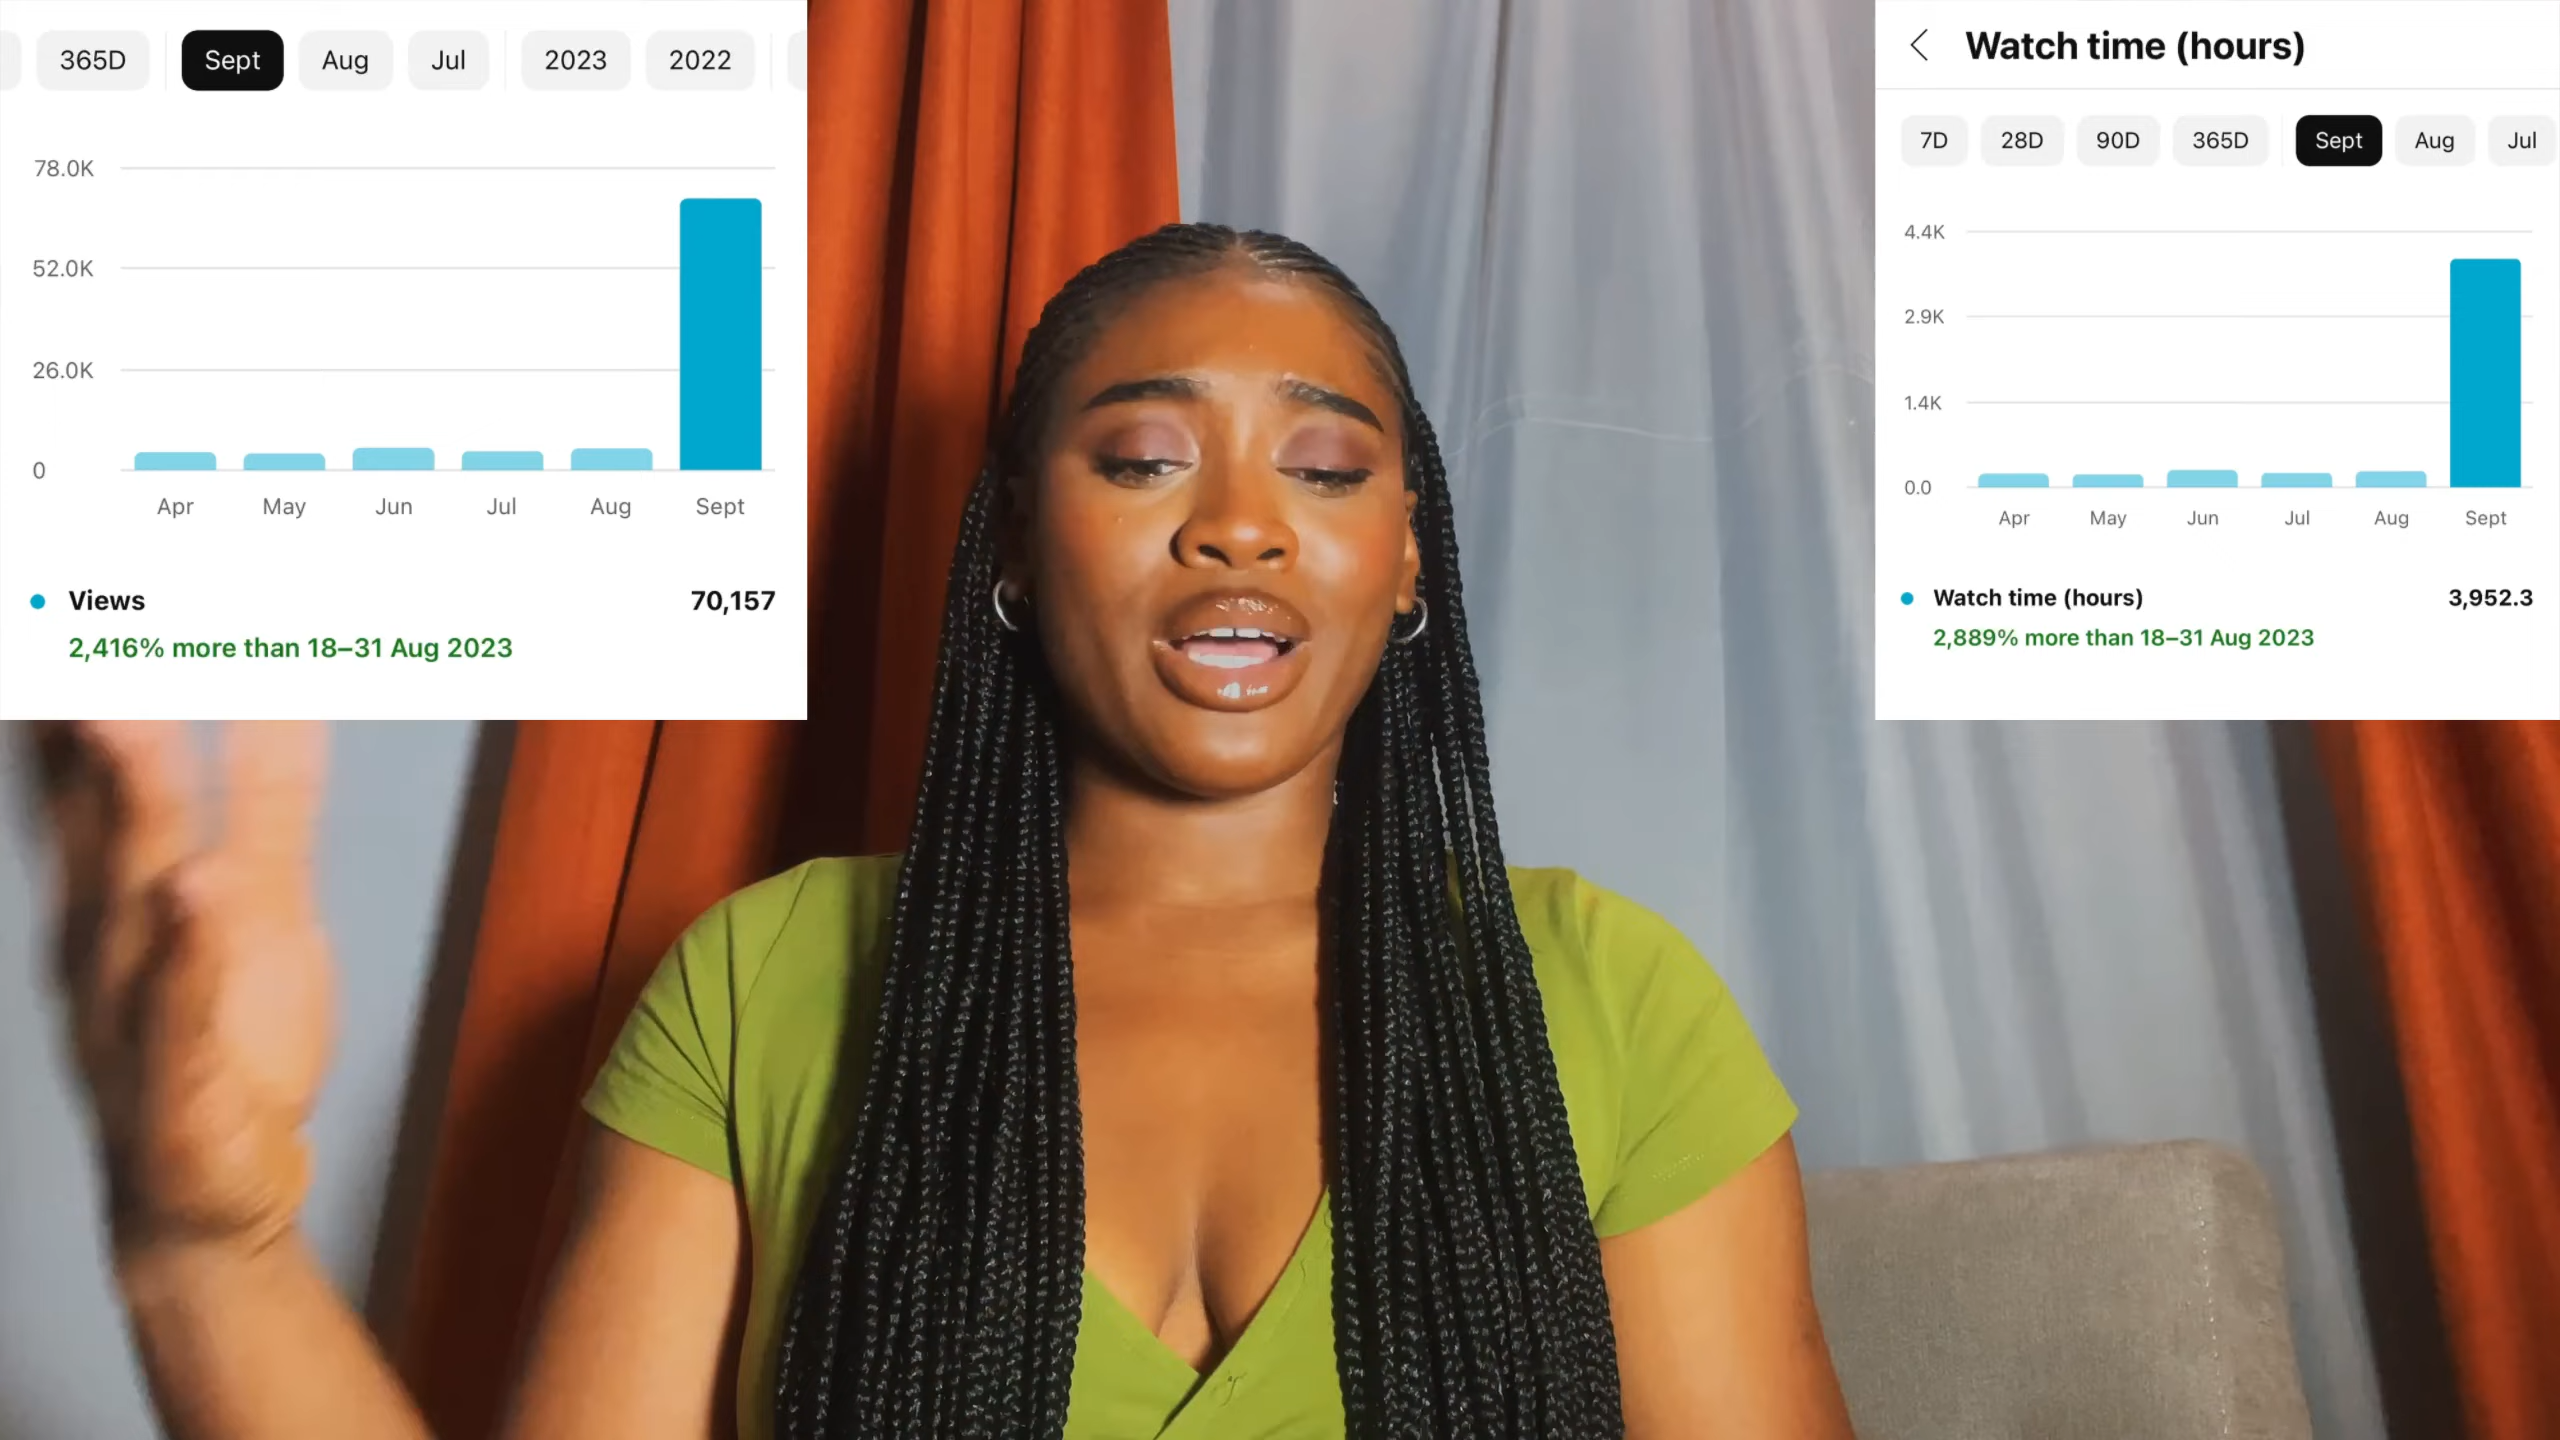 365D Sept Aug Jul 2023 2022
78.0K
52.0K
26.0K
0
Apr May Jun Jul Aug Sept
Views 70,157
2,416% more than 18–31 Aug 2023
Watch time (hours)
7D 28D 90D 365D Sept Aug Jul
4.4K
2.9K
1.4K
0.0
Apr May Jun Jul Aug Sept
Watch time (hours) 3,952.3
2,889% more than 18–31 Aug 2023